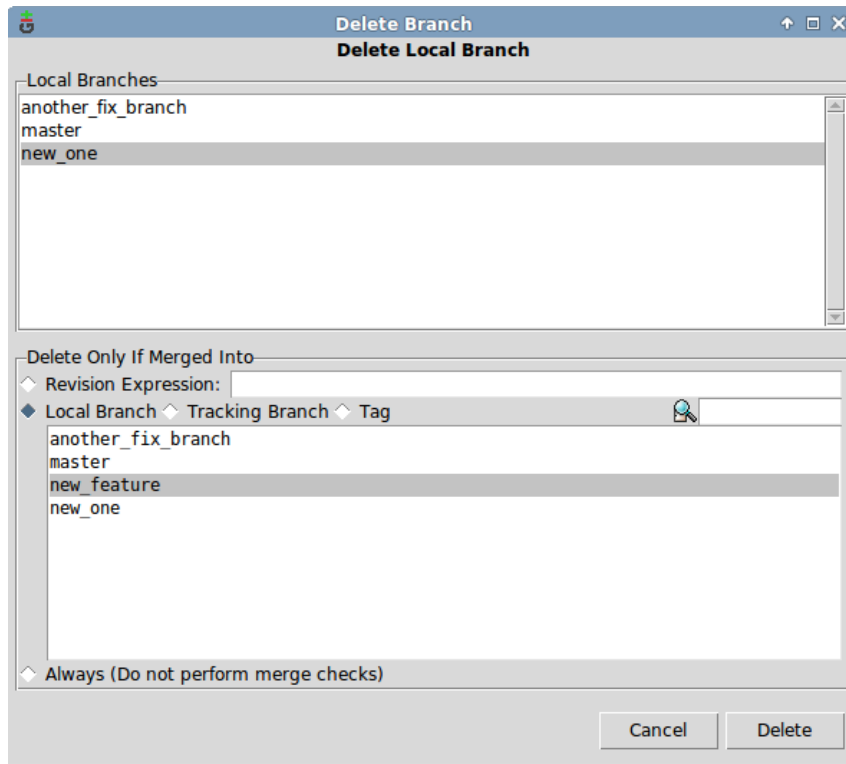 Delete Branch
Delete Local Branch
Local Branches
another_fix_branch
master
new_one
Delete Only If Merged Into
Revision Expression:
Local Branch Tracking Branch Tag
another_fix_branch
master
new_feature
new_one
Always (Do not perform merge checks)
Cancel Delete